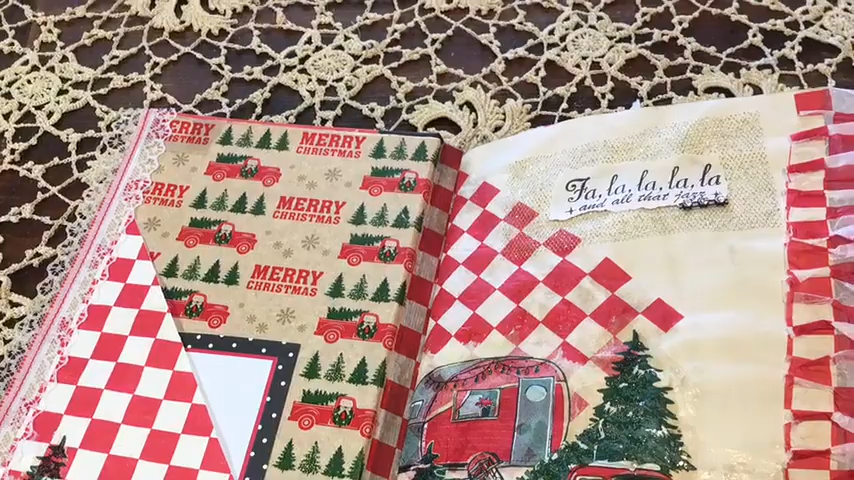 MERRY
CHRISTMAS
MERRY
CHRISTMAS
MERRY
CHRISTMAS
MERRY
CHRISTMAS
MERRY
CHRISTMAS
Fa, la, la, la, la
and all that jazz